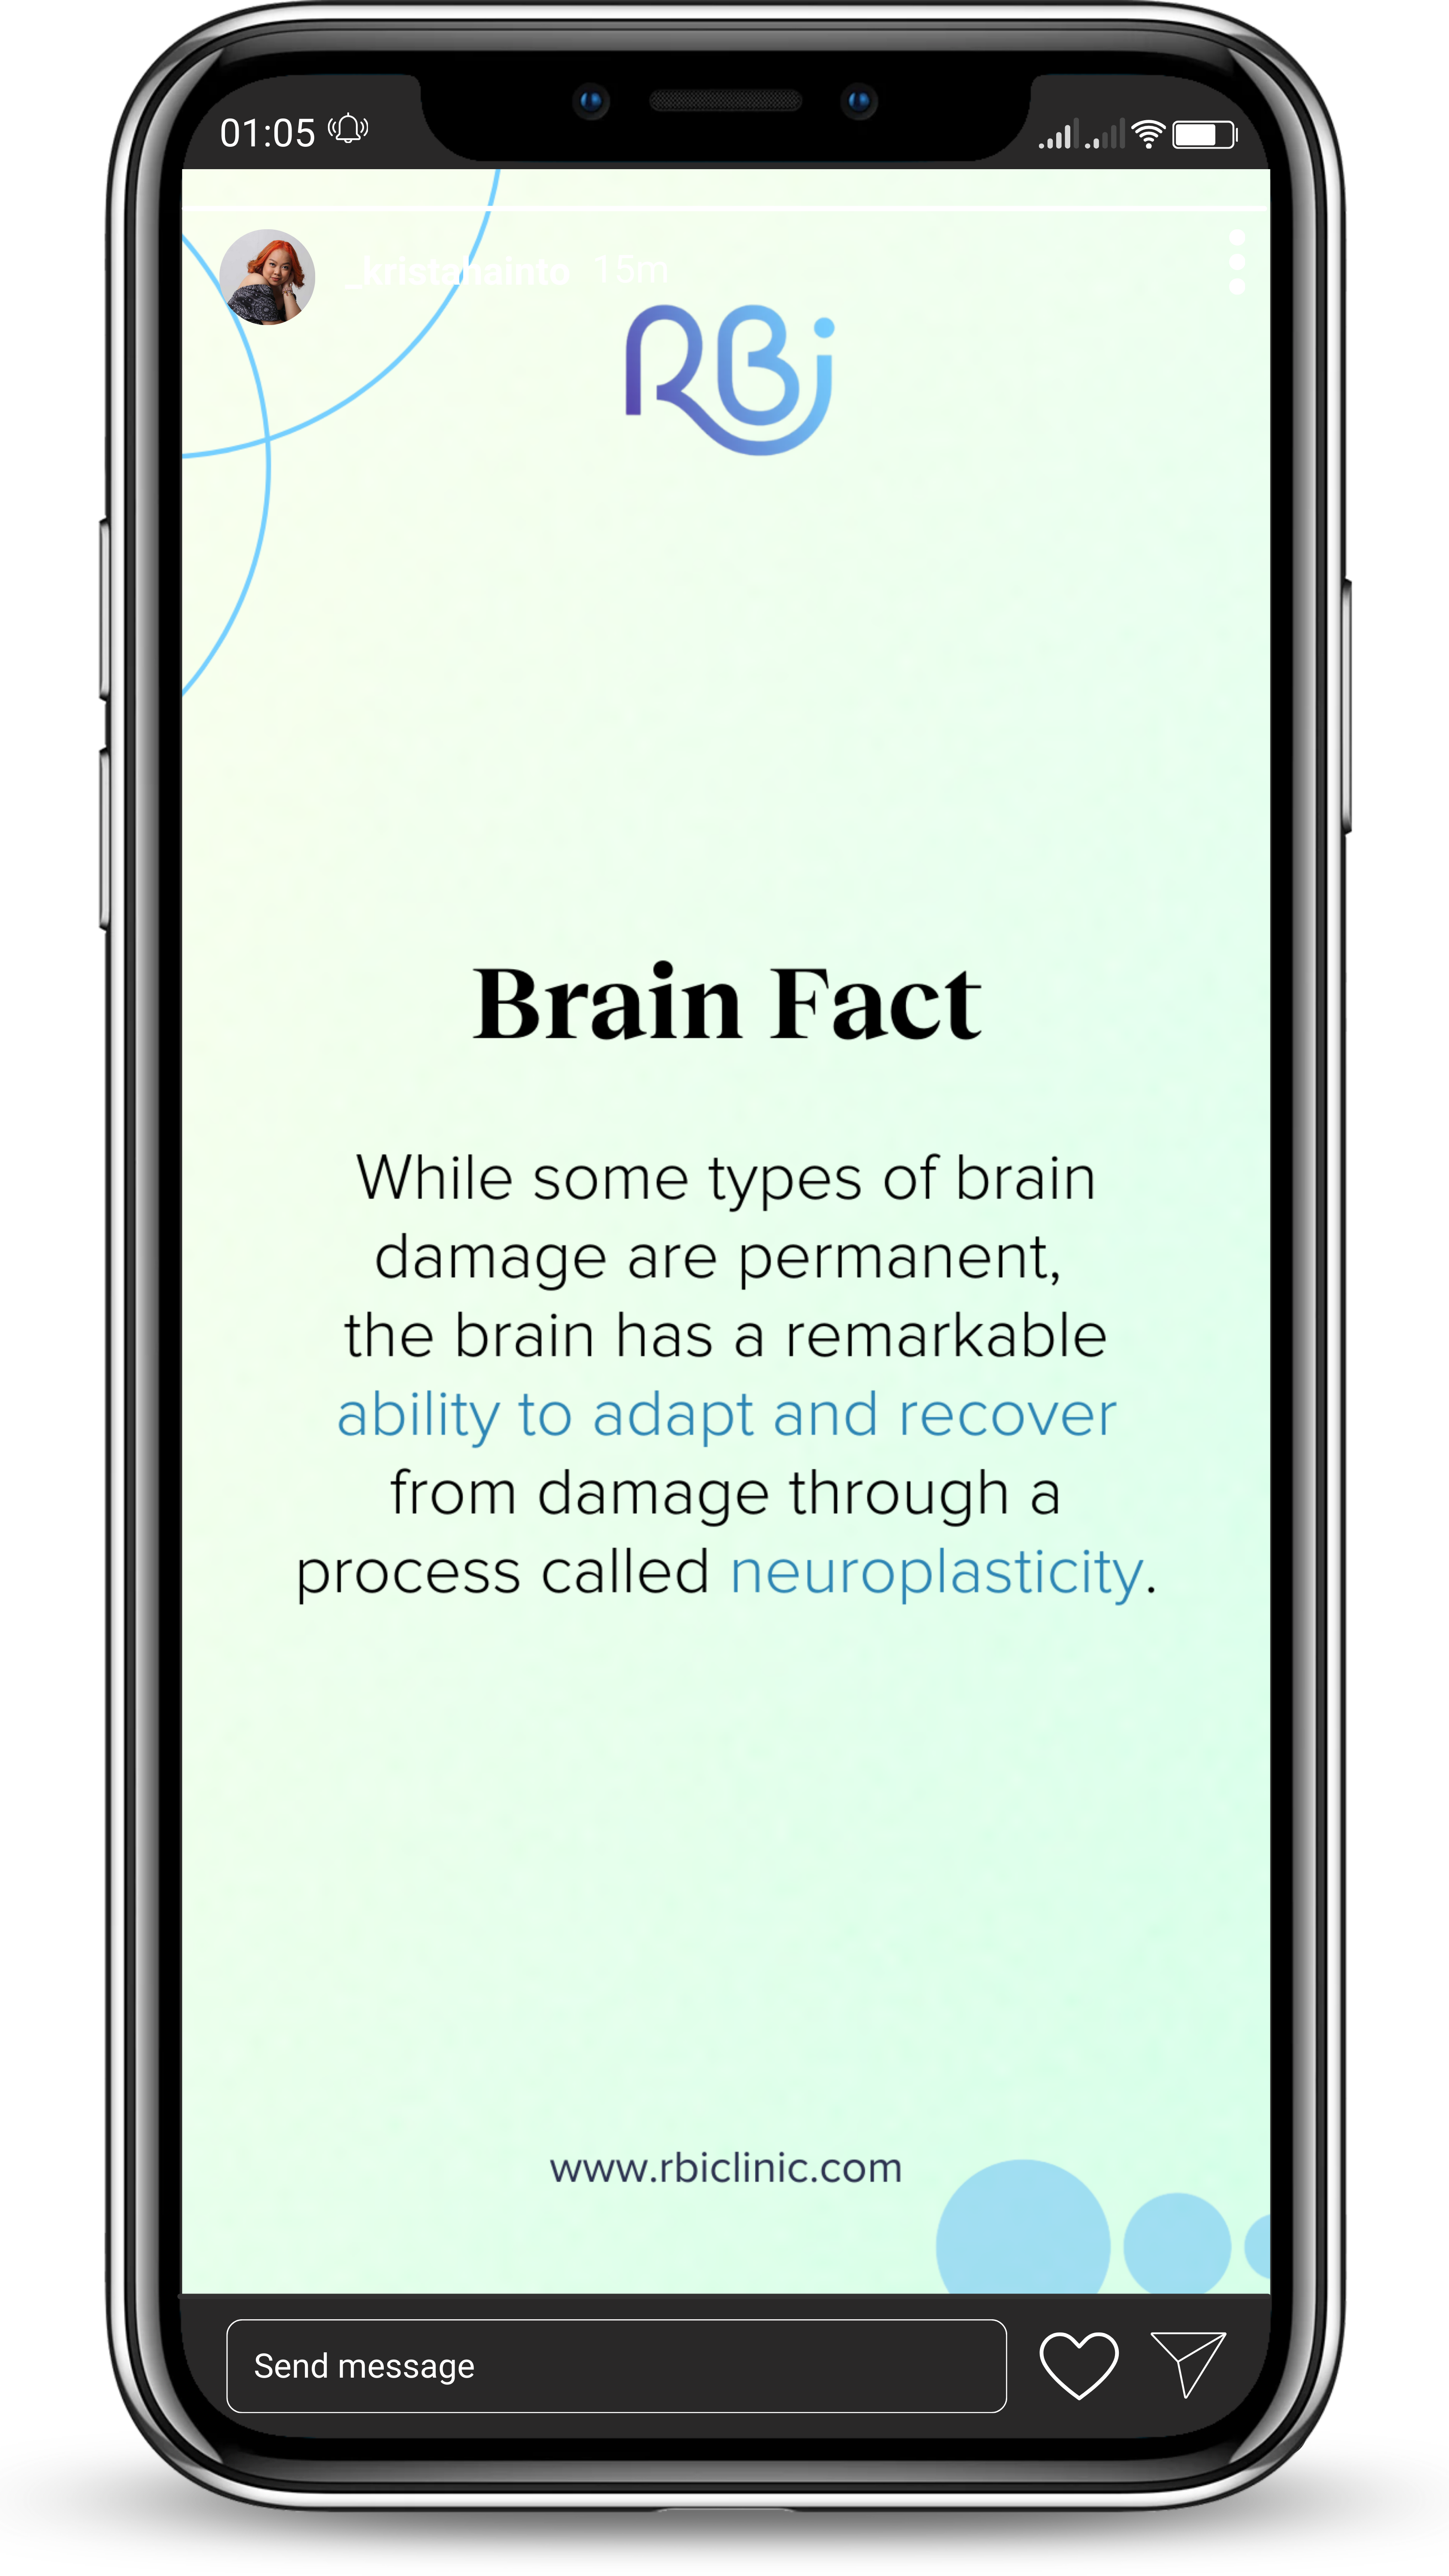 01:05
_kristahainto 15m
RBi
Brain Fact
While some types of brain
damage are permanent,
the brain has a remarkable
ability to adapt and recover
from damage through a
process called neuroplasticity.
www.rbiclinic.com
Send message